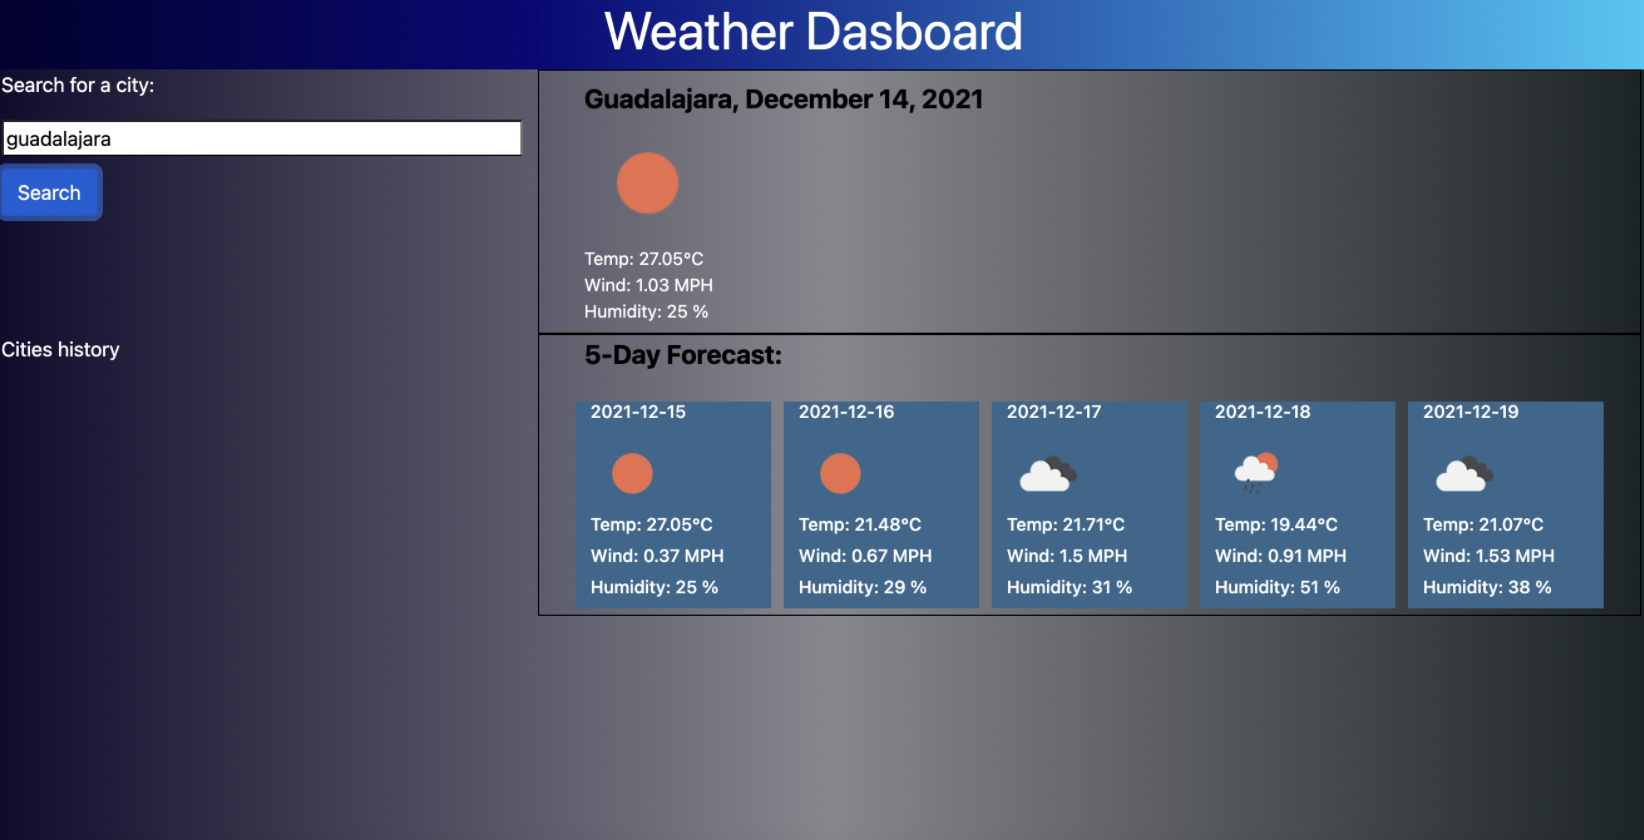 Weather Dasboard
Search for a city:
guadalajara
Search
Cities history
Guadalajara, December 14, 2021
Temp: 27.05°C
Wind: 1.03 MPH
Humidity: 25 %
5-Day Forecast:
2021-12-15
Temp: 27.05°C
Wind: 0.37 MPH
Humidity: 25 %
2021-12-16
Temp: 21.48°C
Wind: 0.67 MPH
Humidity: 29 %
2021-12-17
Temp: 21.71°C
Wind: 1.5 MPH
Humidity: 31 %
2021-12-18
Temp: 19.44°C
Wind: 0.91 MPH
Humidity: 51 %
2021-12-19
Temp: 21.07°C
Wind: 1.53 MPH
Humidity: 38 %